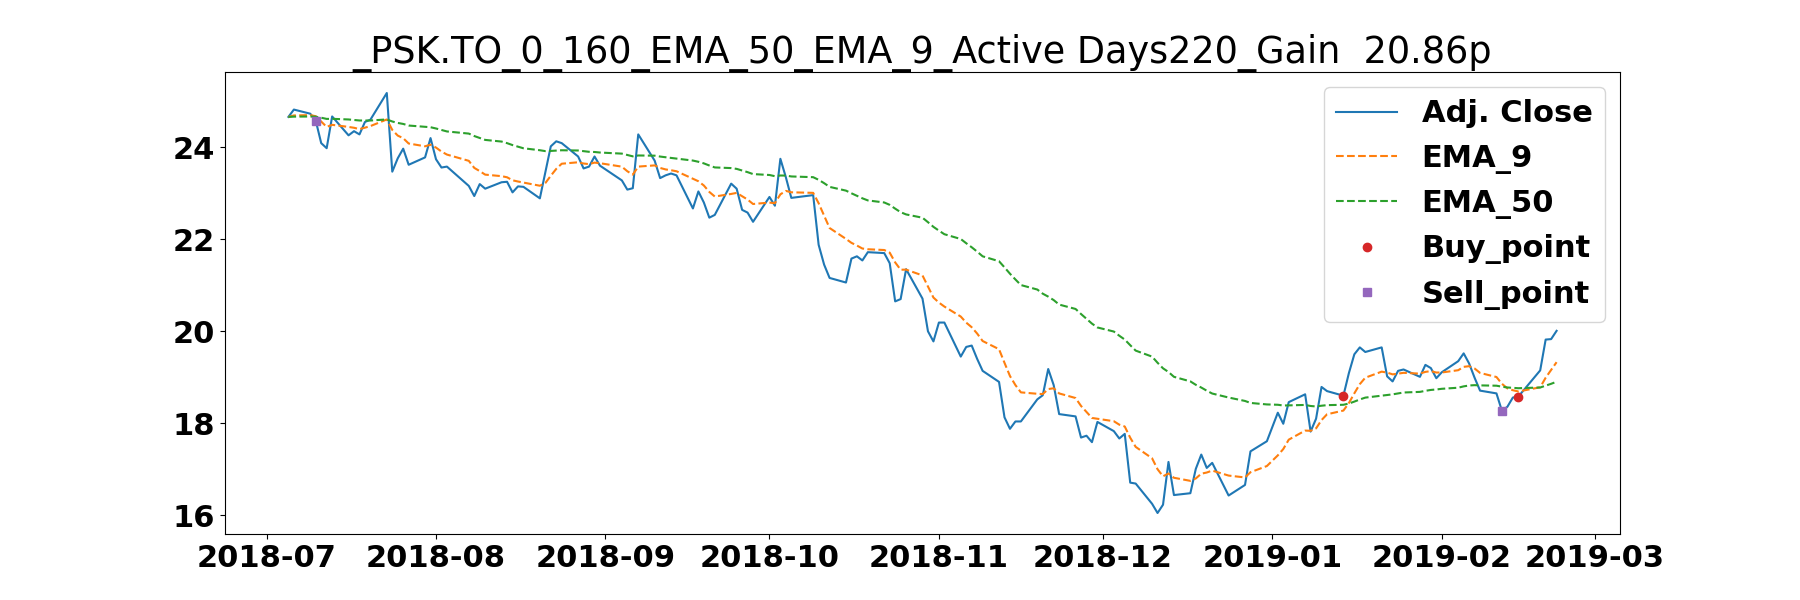 _PSK.TO_0_160_EMA_50_EMA_9_Active Days220_Gain  20.86p
Adj. Close
EMA_9
EMA_50
Buy_point
Sell_point
24
22
20
18
16
2018-07 2018-08 2018-09 2018-10 2018-11 2018-12 2019-01 2019-02 2019-03